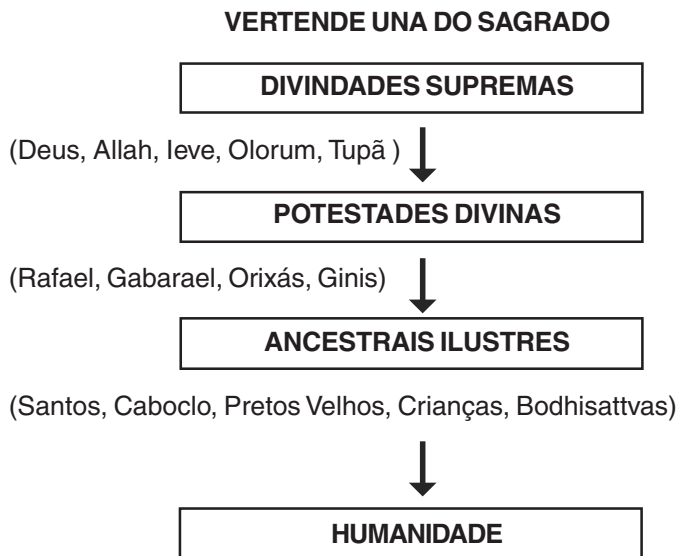 VERTENDE UNA DO SAGRADO
DIVINDADES SUPREMAS
(Deus, Allah, Ieve, Olorum, Tupã )
POTESTADES DIVINAS
(Rafael, Gabarael, Orixás, Ginis)
ANCESTRAIS ILUSTRES
(Santos, Caboclo, Pretos Velhos, Crianças, Bodhisattvas)
HUMANIDADE